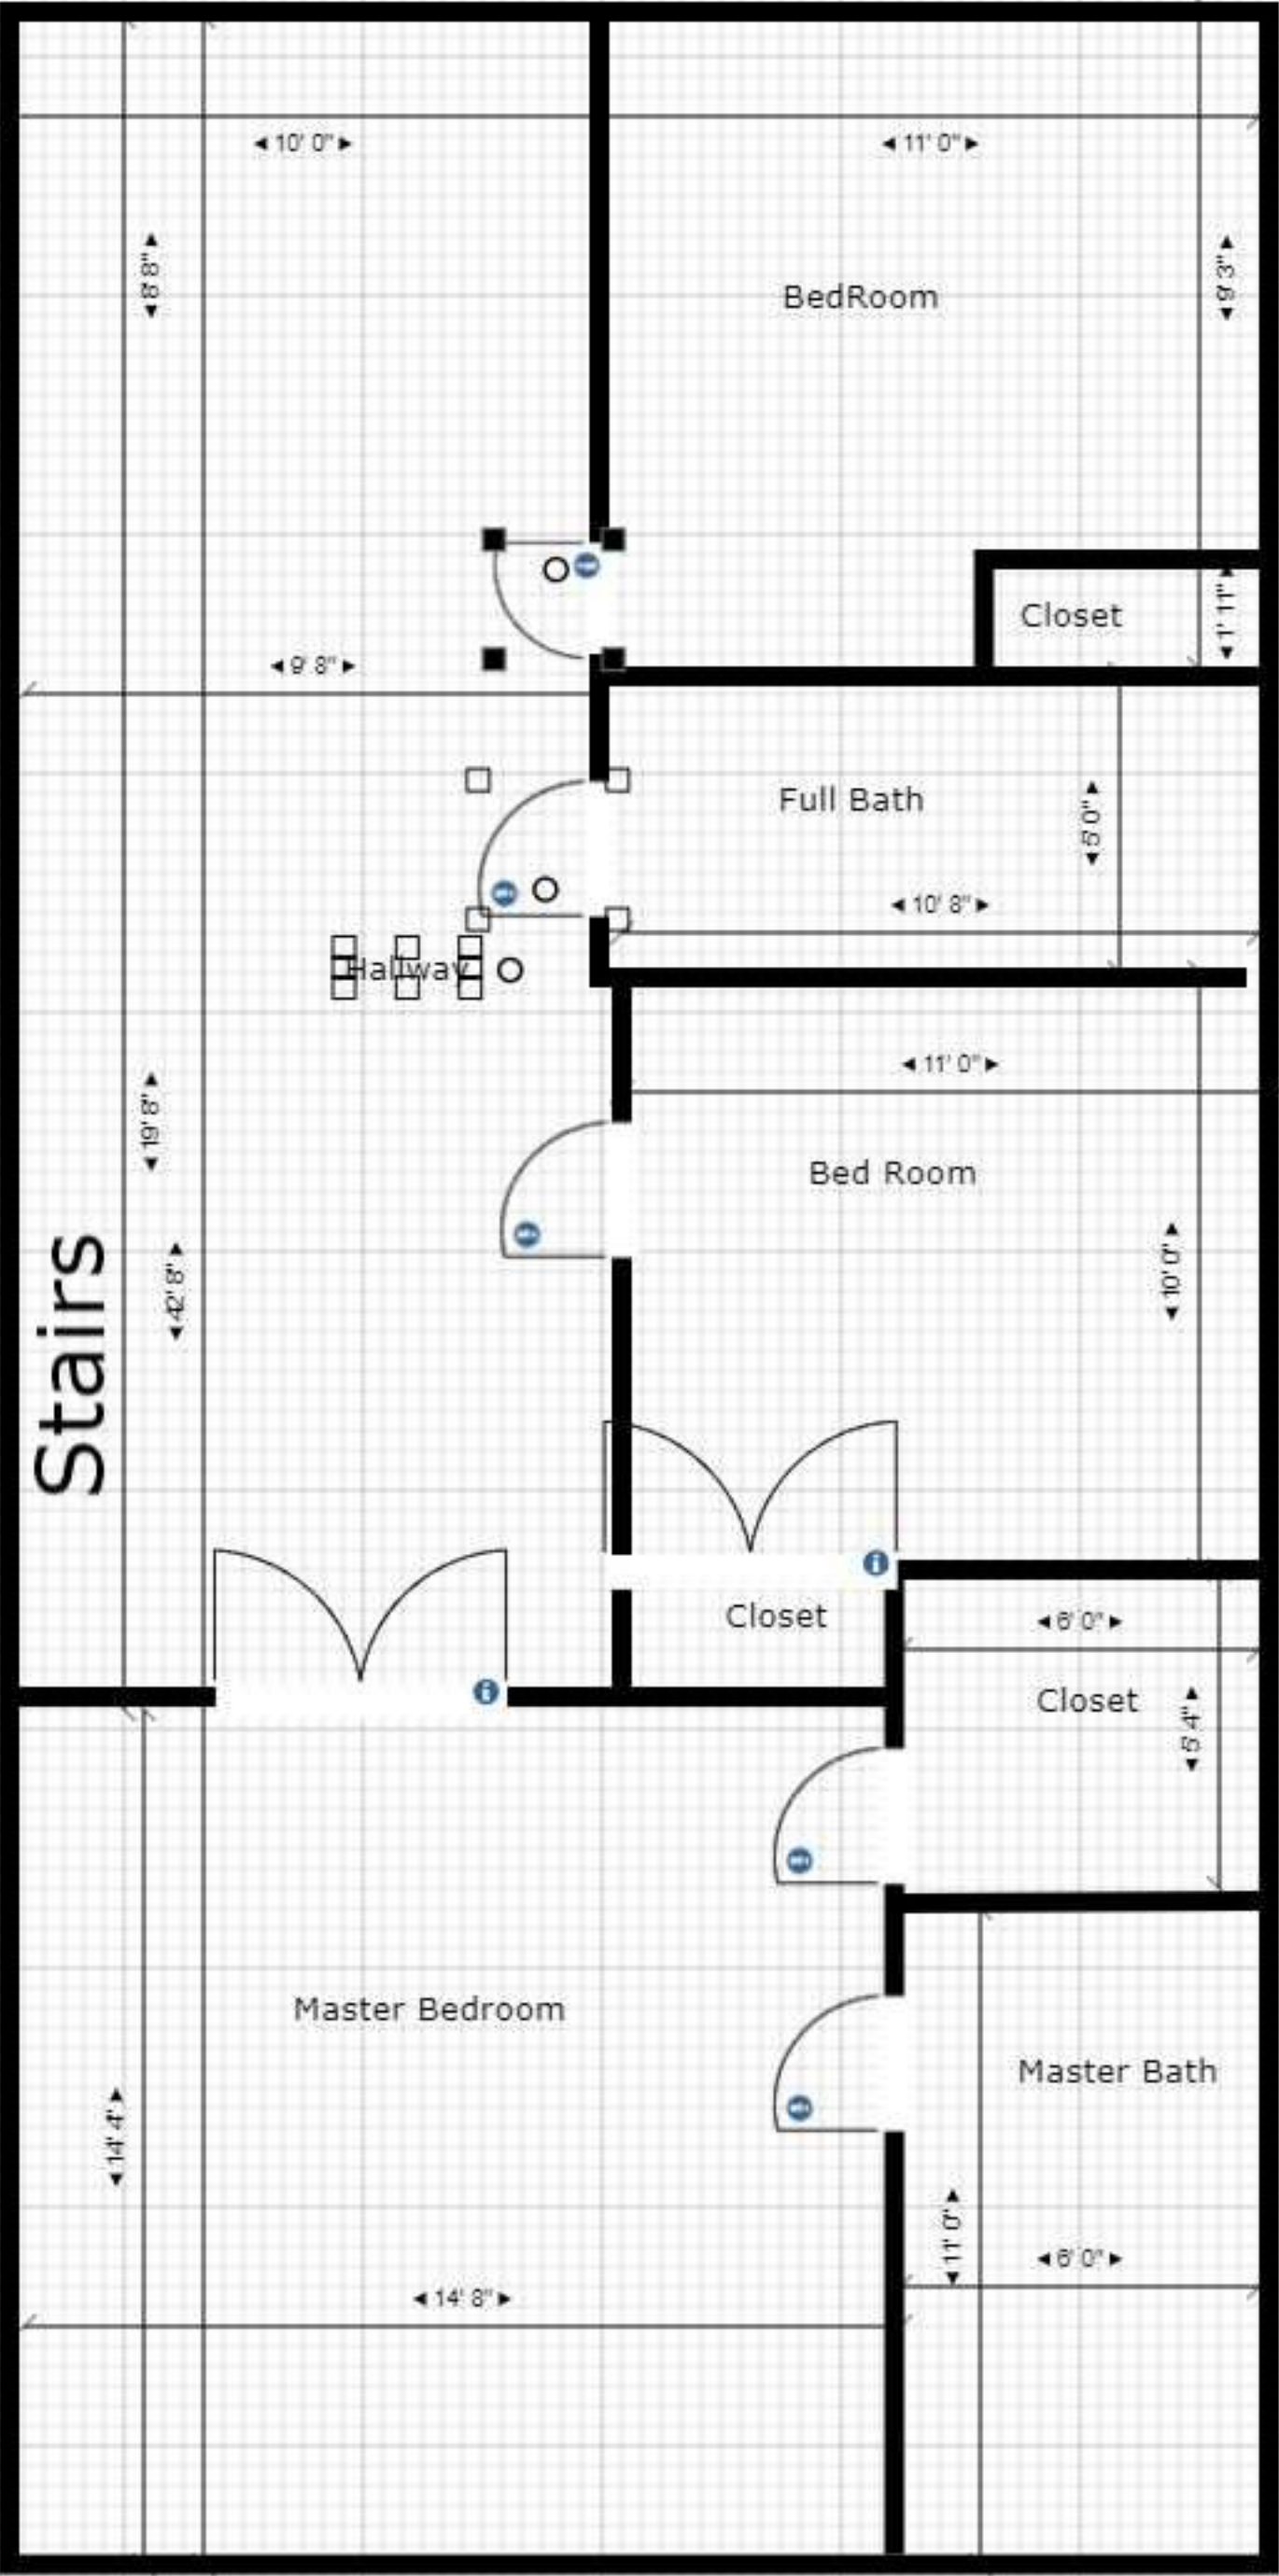 10' 0"
11' 0"
8' 8"
9' 3"
BedRoom
Closet
1' 11"
9' 8"
Full Bath
5' 0"
10' 8"
Hallway
11' 0"
19' 8"
Bed Room
42' 8"
10' 0"
Stairs
Closet
6' 0"
Closet
5' 4"
Master Bedroom
Master Bath
14' 4"
11' 0"
6' 0"
14' 8"